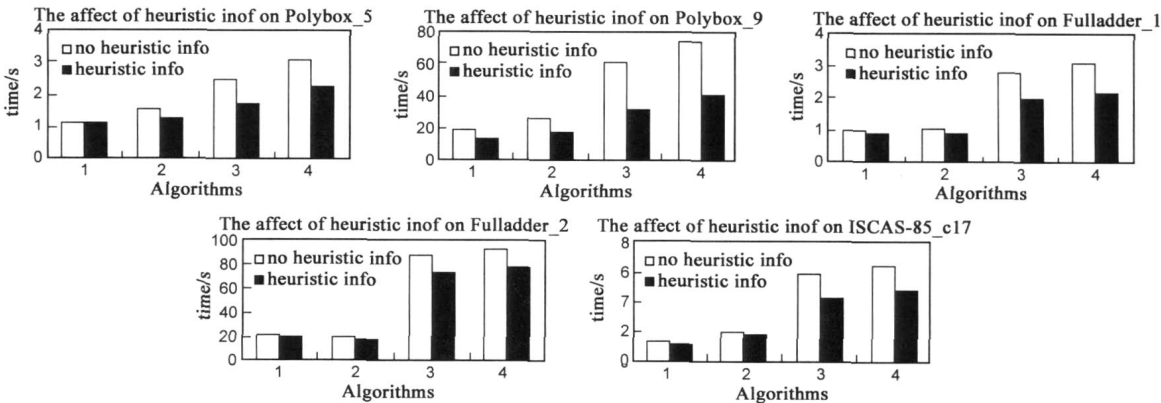 The affect of heuristic inof on Polybox_5
4
3
2
1
0
time/s
no heuristic info
heuristic info
1 2 3 4
Algorithms
The affect of heuristic inof on Polybox_9
80
60
40
20
0
time/s
no heuristic info
heuristic info
1 2 3 4
Algorithms
The affect of heuristic inof on Fulladder_1
4
3
2
1
0
time/s
no heuristic info
heuristic info
1 2 3 4
Algorithms
The affect of heuristic inof on Fulladder_2
100
80
60
40
20
0
time/s
no heuristic info
heuristic info
1 2 3 4
Algorithms
The affect of heuristic inof on ISCAS-85_c17
8
6
7
2
0
time/s
no heuristic info
heuristic info
1 2 3 4
Algorithms